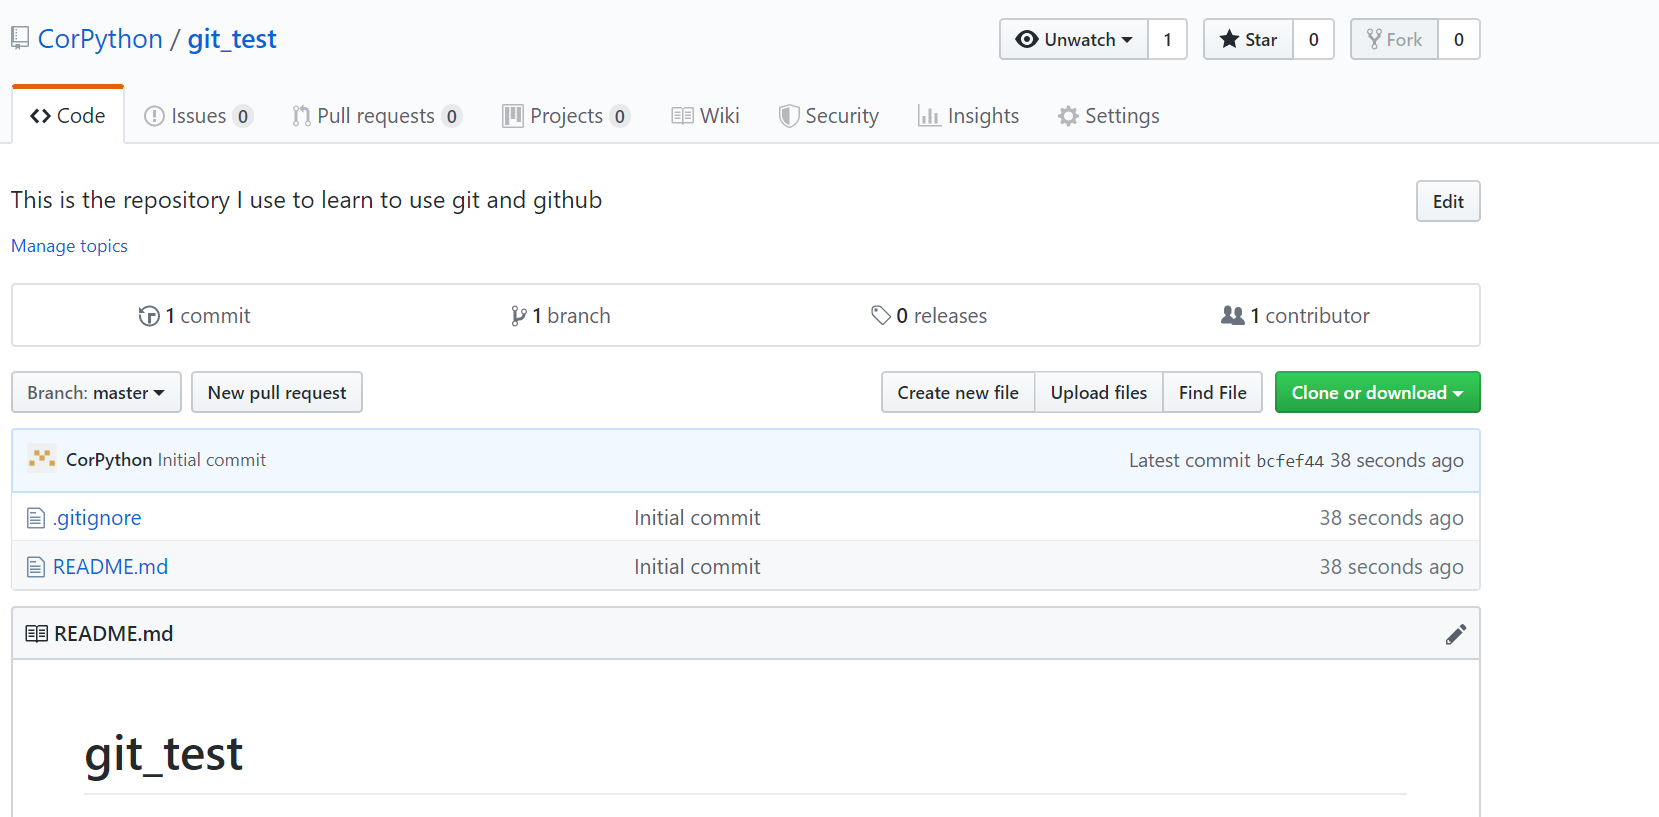 CorPython / git_test
Unwatch 1 Star 0 Fork 0
Code Issues 0 Pull requests 0 Projects 0 Wiki Security Insights Settings
This is the repository I use to learn to use git and github
Edit
Manage topics
1 commit 1 branch 0 releases 1 contributor
Branch: master New pull request Create new file Upload files Find File Clone or download
CorPython Initial commit Latest commit bcfef44 38 seconds ago
.gitignore Initial commit 38 seconds ago
README.md Initial commit 38 seconds ago
README.md
git_test